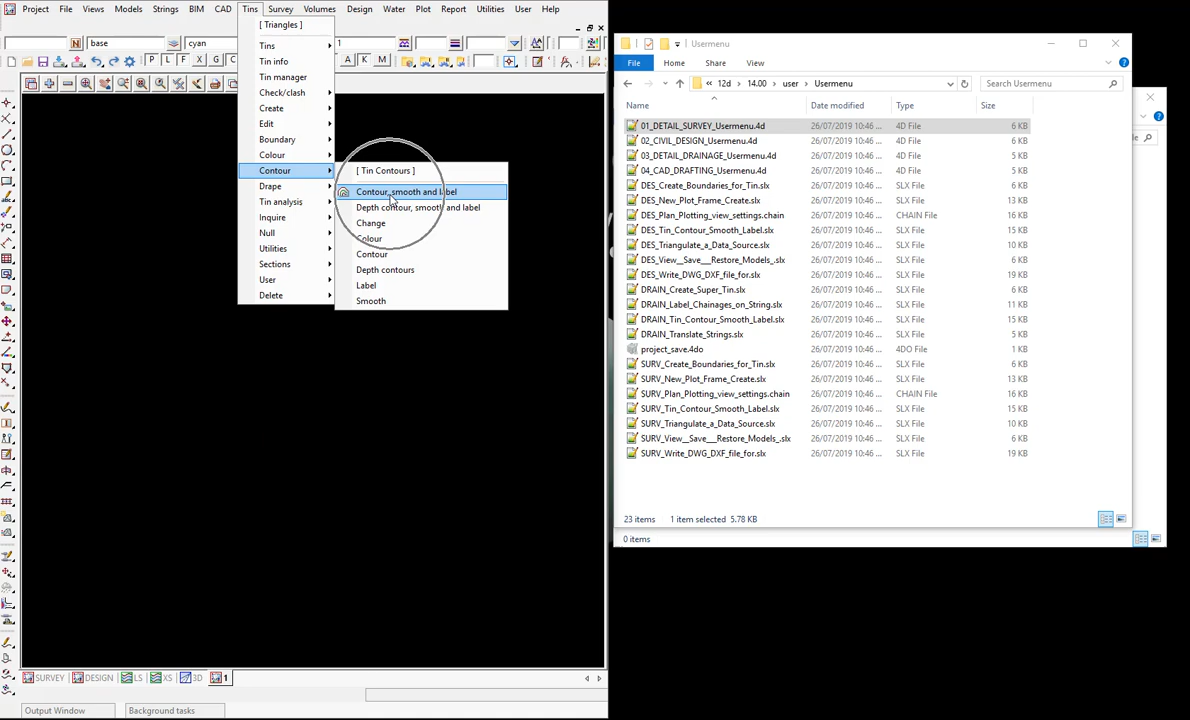 Project File Views Models Strings BIM CAD Tins Survey Volumes Design Water Plot Report Utilities User Help
[ Triangles ]
Tins
Tin info
Tin manager
Check/clash
Create
Edit
Boundary
Colour
Contour
Drape
Tin analysis
Inquire
Null
Utilities
Sections
User
Delete
[ Tin Contours ]
Contour, smooth and label
Depth contour, smooth and label
Change
Colour
Contour
Depth contours
Label
Smooth
N base cyan 1
P L F X G C A K M
SURVEY DESIGN LS XS 3D 1
Output Window Background tasks
Usermenu
File Home Share View
« 12d › 14.00 › user › Usermenu Search Usermenu
Name Date modified Type Size
01_DETAIL_SURVEY_Usermenu.4d 26/07/2019 10:46 ... 4D File 6 KB
02_CIVIL_DESIGN_Usermenu.4d 26/07/2019 10:46 ... 4D File 6 KB
03_DETAIL_DRAINAGE_Usermenu.4d 26/07/2019 10:46 ... 4D File 6 KB
04_CAD_DRAFTING_Usermenu.4d 26/07/2019 10:46 ... 4D File 6 KB
DES_Create_Boundaries_for_Tin.slx 26/07/2019 10:46 ... SLX File 6 KB
DES_New_Plot_Frame_Create.slx 26/07/2019 10:46 ... SLX File 13 KB
DES_Plan_Plotting_view_settings.chain 26/07/2019 10:46 ... CHAIN File 16 KB
DES_Tin_Contour_Smooth_Label.slx 26/07/2019 10:46 ... SLX File 15 KB
DES_Triangulate_a_Data_Source.slx 26/07/2019 10:46 ... SLX File 10 KB
DES_View__Save___Restore_Models_.slx 26/07/2019 10:46 ... SLX File 6 KB
DES_Write_DWG_DXF_file_for.slx 26/07/2019 10:46 ... SLX File 19 KB
DRAIN_Create_Super_Tin.slx 26/07/2019 10:46 ... SLX File 6 KB
DRAIN_Label_Chainages_on_String.slx 26/07/2019 10:46 ... SLX File 11 KB
DRAIN_Tin_Contour_Smooth_Label.slx 26/07/2019 10:46 ... SLX File 15 KB
DRAIN_Translate_Strings.slx 26/07/2019 10:46 ... SLX File 5 KB
project_save.4do 26/07/2019 10:46 ... 4DO File 1 KB
SURV_Create_Boundaries_for_Tin.slx 26/07/2019 10:46 ... SLX File 6 KB
SURV_New_Plot_Frame_Create.slx 26/07/2019 10:46 ... SLX File 13 KB
SURV_Plan_Plotting_view_settings.chain 26/07/2019 10:46 ... CHAIN File 16 KB
SURV_Tin_Contour_Smooth_Label.slx 26/07/2019 10:46 ... SLX File 15 KB
SURV_Triangulate_a_Data_Source.slx 26/07/2019 10:46 ... SLX File 10 KB
SURV_View__Save___Restore_Models_.slx 26/07/2019 10:46 ... SLX File 6 KB
SURV_Write_DWG_DXF_file_for.slx 26/07/2019 10:46 ... SLX File 19 KB
23 items 1 item selected 5.78 KB
0 items